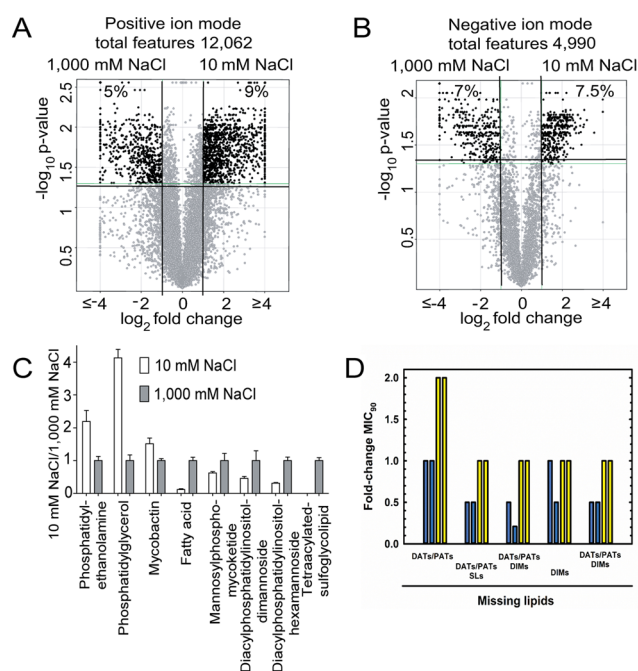 A
Positive ion mode
total features 12,062
1,000 mM NaCl
10 mM NaCl
5%
9%
2.5
2
1.5
1
0.5
-log10 p-value
≤-4
-2
0
2
≥4
log2 fold change
B
Negative ion mode
total features 4,990
1,000 mM NaCl
10 mM NaCl
7%
7.5%
2
1.5
1
0.5
-log10 p-value
≤-4
-2
0
2
≥4
log2 fold change
C
10 mM NaCl/1,000 mM NaCl
4
3
2
1
0
10 mM NaCl
1,000 mM NaCl
Phosphatidyl-
ethanolamine
Phosphatidylglycerol
Mycobactin
Fatty acid
Mannosylphospho-
mycoketide
Diacylphosphatidylinositol-
dimannoside
Diacylphosphatidylinositol-
hexamannoside
Tetraacylated-
sulfoglycolipid
D
Fold-change MIC90
2.0
1.5
1.0
0.5
0.0
DATs/PATs
DATs/PATs
SLs
DATs/PATs
DIMs
DIMs
DATs/PATs
DIMs
Missing lipids